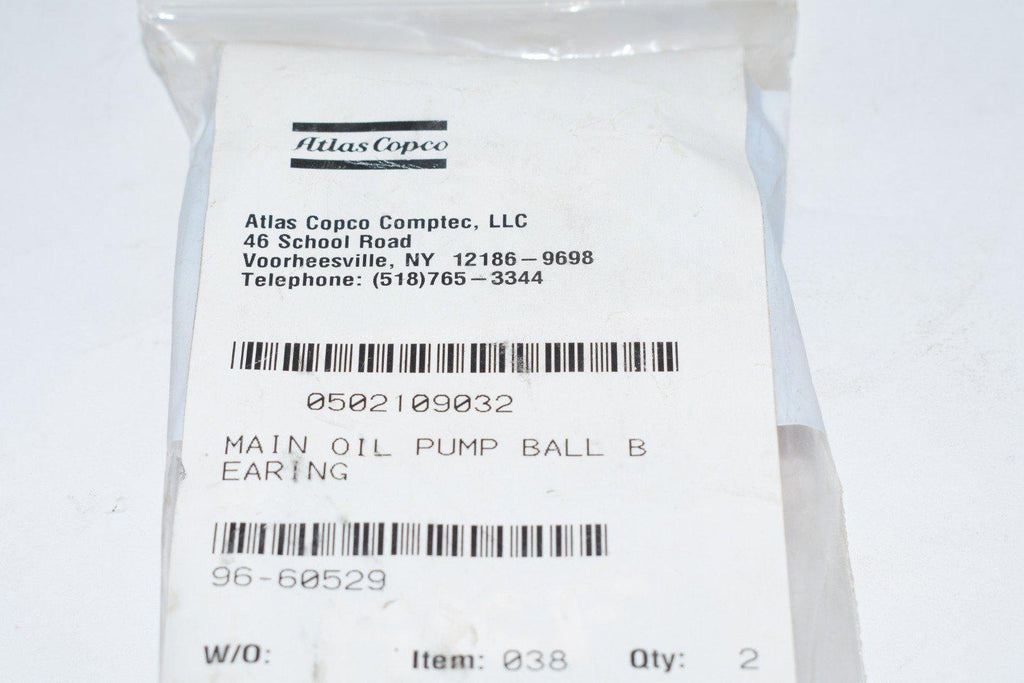 Atlas Copco
Atlas Copco Comptec, LLC
46 School Road
Voorheesville, NY 12186-9698
Telephone: (518)765-3344
0502109032
MAIN OIL PUMP BALL B
EARING
96-60529
W/O: Item: 038 Qty: 2